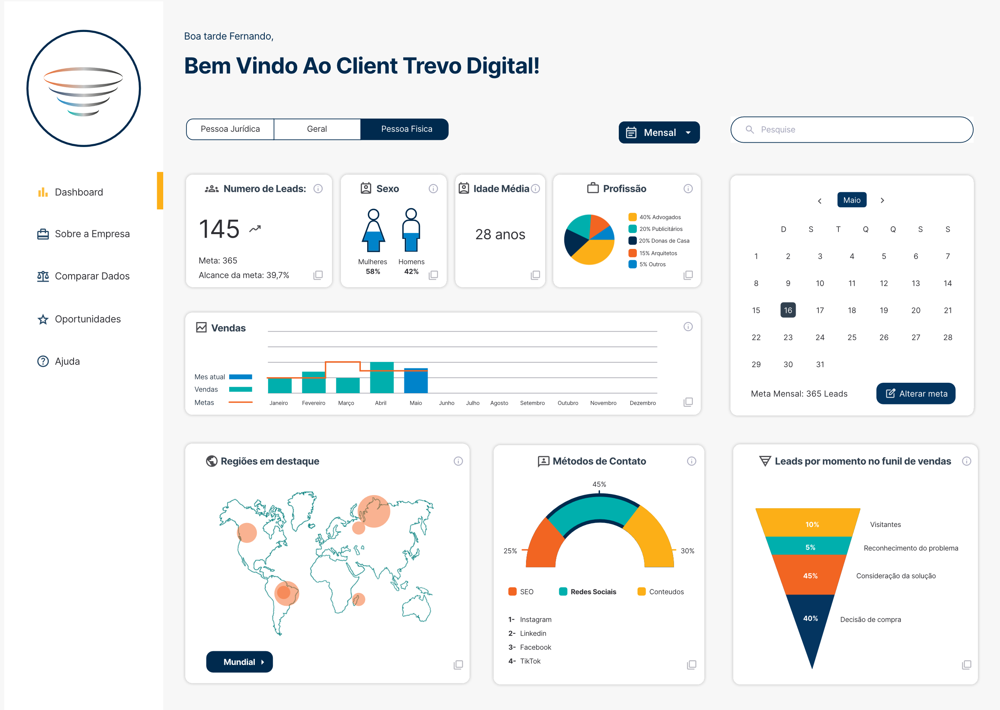 Boa tarde Fernando,
Bem Vindo Ao Client Trevo Digital!
Dashboard
Sobre a Empresa
Comparar Dados
Oportunidades
Ajuda
Pessoa Jurídica Geral Pessoa Fisica
Mensal
Pesquise
Numero de Leads:
145
Meta: 365
Alcance da meta: 39,7%
Sexo
Mulheres Homens
58% 42%
Idade Média
28 anos
Profissão
40% Advogados
20% Publicitários
20% Donas de Casa
15% Arquitetos
5% Outros
Maio
D S T Q Q S S
1 2 3 4 5 6 7
8 9 10 11 12 13 14
15 16 17 18 19 20 21
22 23 24 25 26 27 28
29 30 31
Meta Mensal: 365 Leads
Alterar meta
Vendas
Mes atual
Vendas
Metas
Janeiro Fevereiro Março Abril Maio Junho Julho Agosto Setembro Outubro Novembro Dezembro
Regiões em destaque
Mundial
Métodos de Contato
45%
25% 30%
SEO Redes Sociais Conteudos
1- Instagram
2- Linkedin
3- Facebook
4- TikTok
Leads por momento no funil de vendas
10% Visitantes
5% Reconhecimento do problema
45% Consideração da solução
40% Decisão de compra